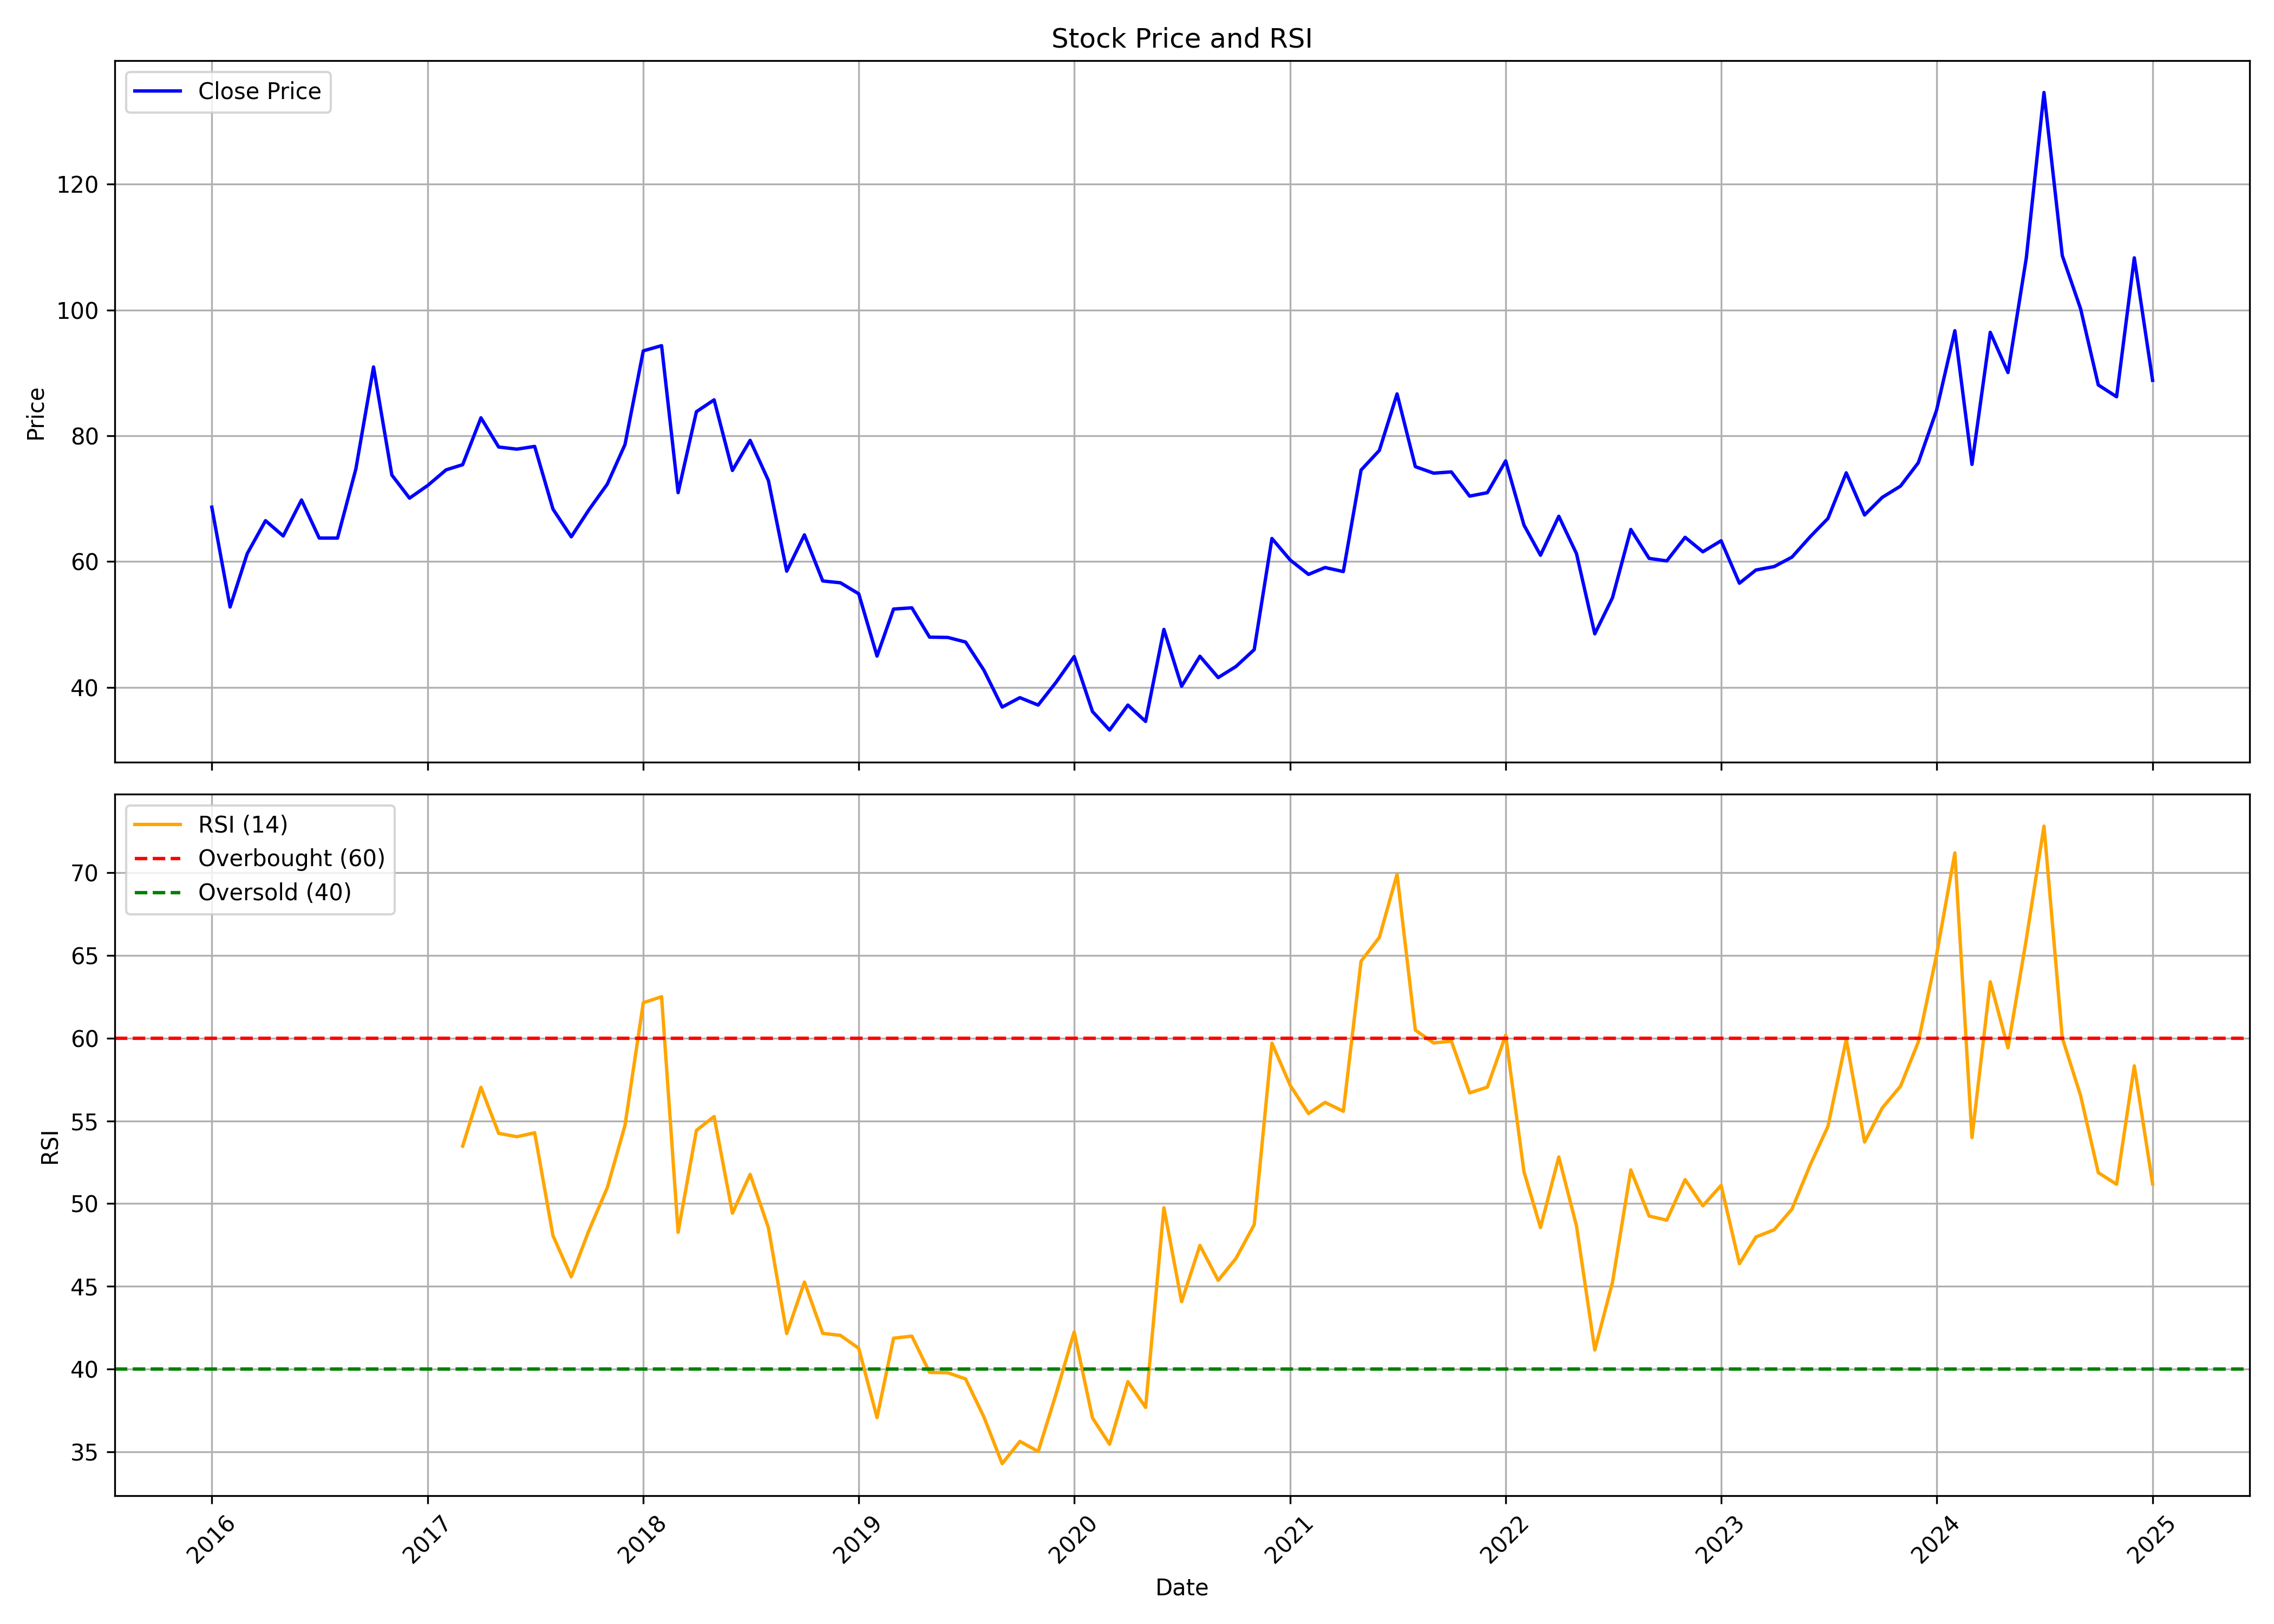 Stock Price and RSI
Close Price
Price
120
100
80
60
40
RSI (14)
Overbought (60)
Oversold (40)
RSI
70
65
60
55
50
45
40
35
2016
2017
2018
2019
2020
2021
2022
2023
2024
2025
Date